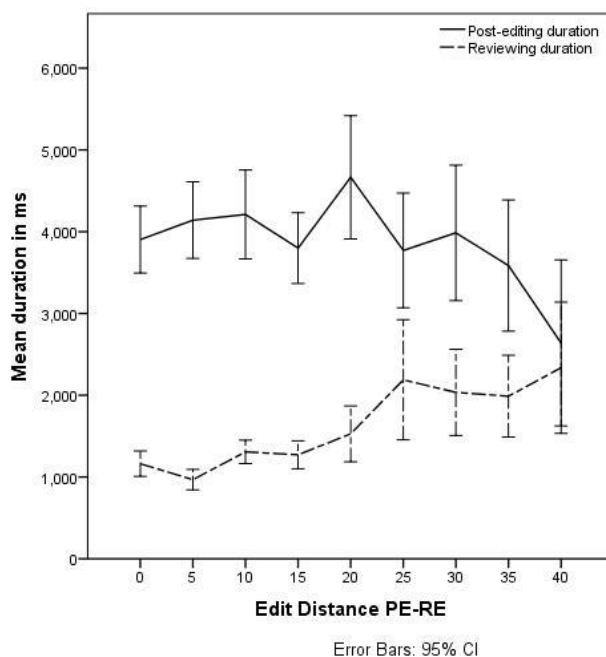 Post-editing duration
Reviewing duration
6,000
5,000
4,000
3,000
2,000
1,000
0
Mean duration in ms
0 5 10 15 20 25 30 35 40
Edit Distance PE-RE
Error Bars: 95% CI